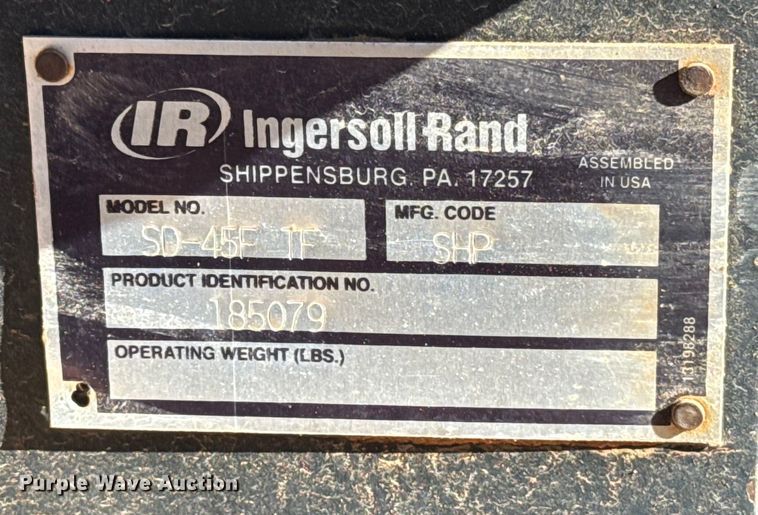 IR Ingersoll-Rand
SHIPPENSBURG, PA. 17257
ASSEMBLED
IN USA
MODEL NO.
SD-45F TF
MFG. CODE
SHP
PRODUCT IDENTIFICATION NO.
185079
OPERATING WEIGHT (LBS.)
13198288
Purple Wave Auction